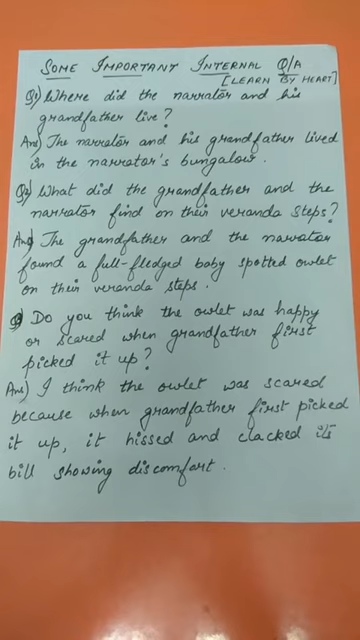 SOME IMPORTANT INTERNAL Q/A
[LEARN BY HEART]
Q1) Where did the narrator and his
grandfather live?
Ans) The narrator and his grandfather lived
in the narrator's bungalow.
Q2) What did the grandfather and the
narrator find on their veranda steps?
Ans) The grandfather and the narrator
found a full-fledged baby spotted owlet
on their veranda steps.
Q3) Do you think the owlet was happy
or scared when grandfather first
picked it up?
Ans) I think the owlet was scared
because when grandfather first picked
it up, it hissed and clacked its
bill showing discomfort.